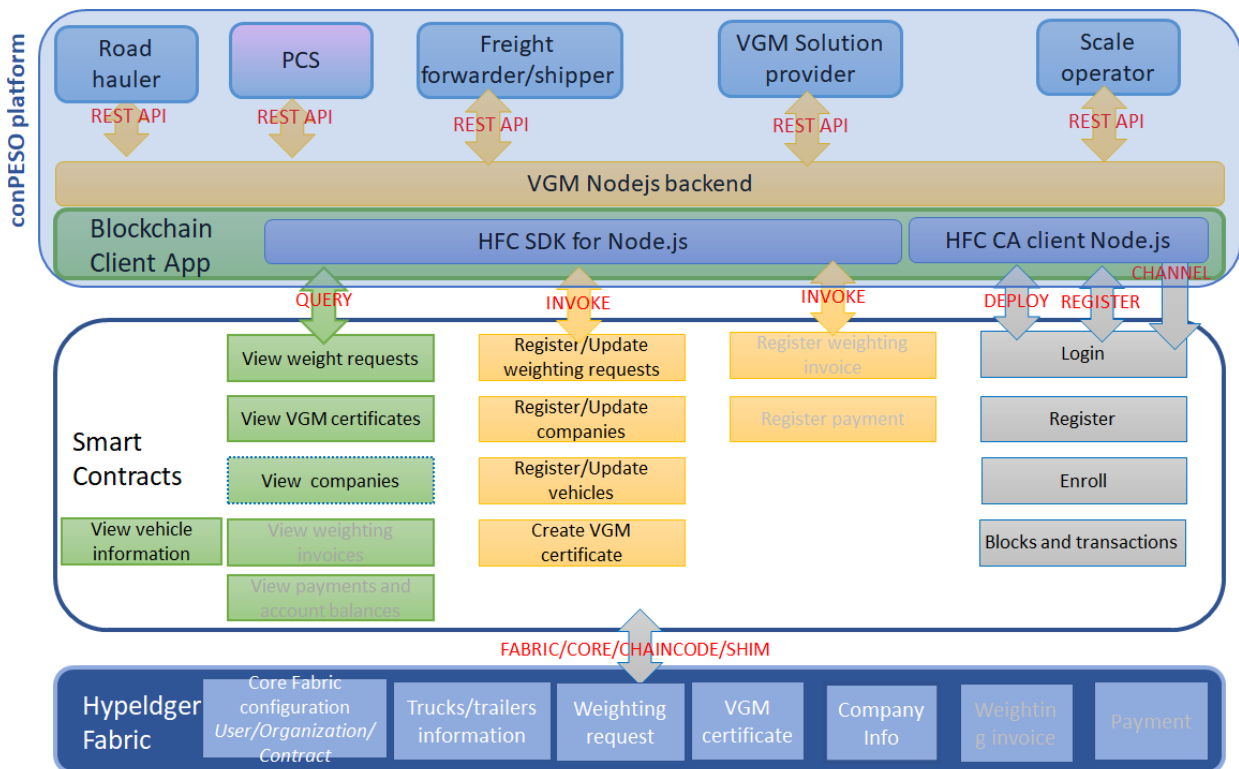 conPESO platform
Road
hauler
PCS
Freight
forwarder/shipper
VGM Solution
provider
Scale
operator
REST API
REST API
REST API
REST API
REST API
VGM Nodejs backend
Blockchain
Client App
HFC SDK for Node.js
HFC CA client Node.js
QUERY
INVOKE
INVOKE
DEPLOY
REGISTER
CHANNEL
Smart
Contracts
View weight requests
View VGM certificates
View companies
View vehicle
information
View weighting
invoices
View payments and
account balances
Register/Update
weighting requests
Register/Update
companies
Register/Update
vehicles
Create VGM
certificate
Register weighting
invoice
Register payment
Login
Register
Enroll
Blocks and transactions
FABRIC/CORE/CHAINCODE/SHIM
Hypeldger
Fabric
Core Fabric
configuration
User/Organization/
Contract
Trucks/trailers
information
Weighting
request
VGM
certificate
Company
Info
Weightin
g invoice
Payment